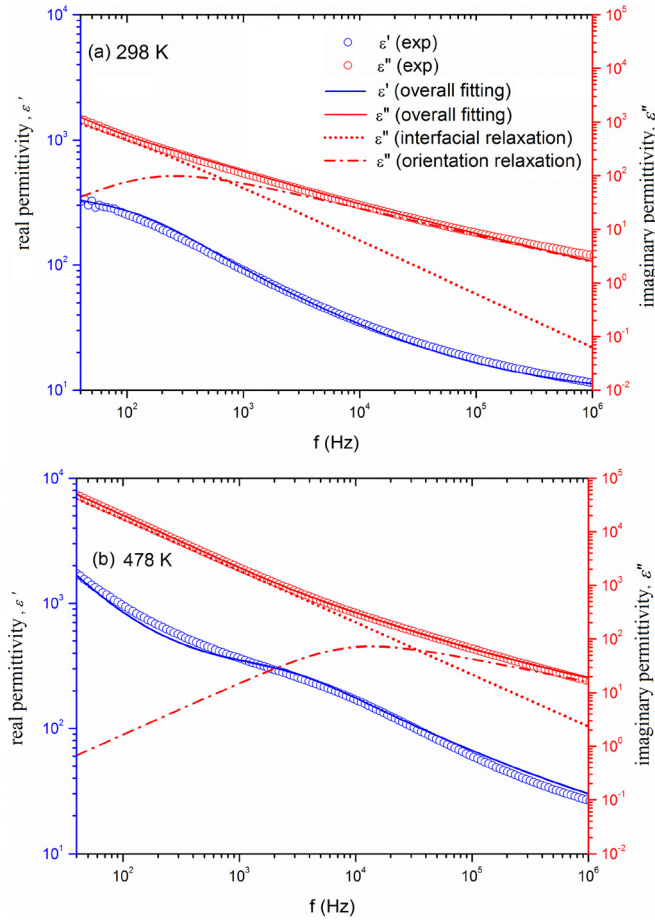 10⁴
10⁵
(a) 298 K
ε' (exp)
ε" (exp)
ε' (overall fitting)
ε" (overall fitting)
ε" (interfacial relaxation)
ε" (orientation relaxation)
10⁴
10³
10³
10²
10¹
10²
10⁰
10⁻¹
10¹
10⁻²
real permittivity, ε'
imaginary permittivity, ε"
10² 10³ 10⁴ 10⁵ 10⁶
f (Hz)
10⁴
10⁵
(b) 478 K
10⁴
10³
10³
10²
10¹
10²
10⁰
10⁻¹
10¹
10⁻²
real permittivity, ε'
imaginary permittivity, ε"
10² 10³ 10⁴ 10⁵ 10⁶
f (Hz)